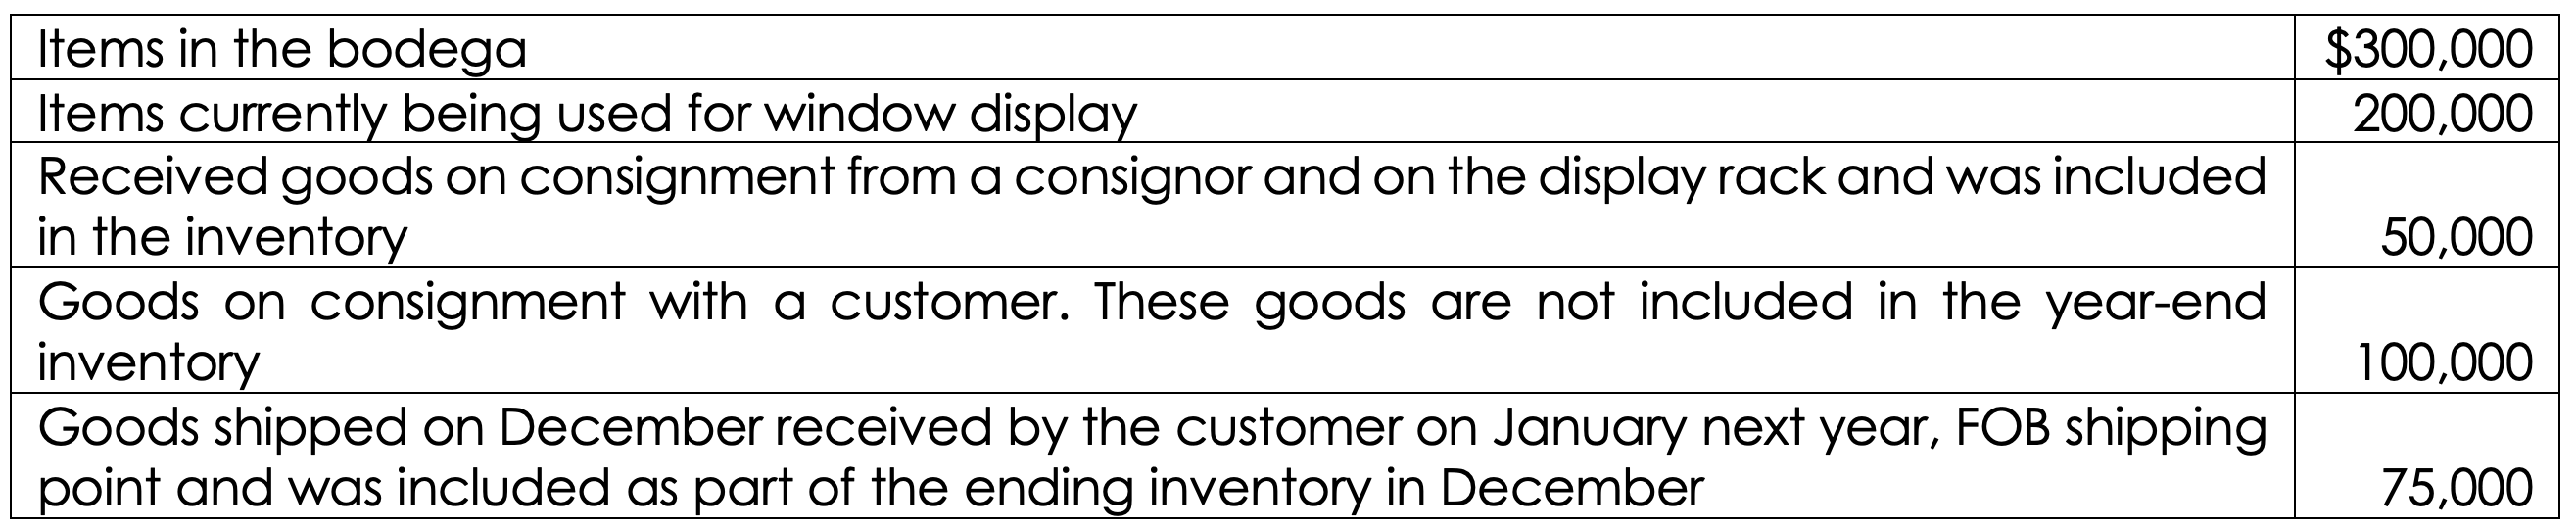 Items in the bodega $300,000
Items currently being used for window display 200,000
Received goods on consignment from a consignor and on the display rack and was included
in the inventory 50,000
Goods on consignment with a customer. These goods are not included in the year-end
inventory 100,000
Goods shipped on December received by the customer on January next year, FOB shipping
point and was included as part of the ending inventory in December 75,000